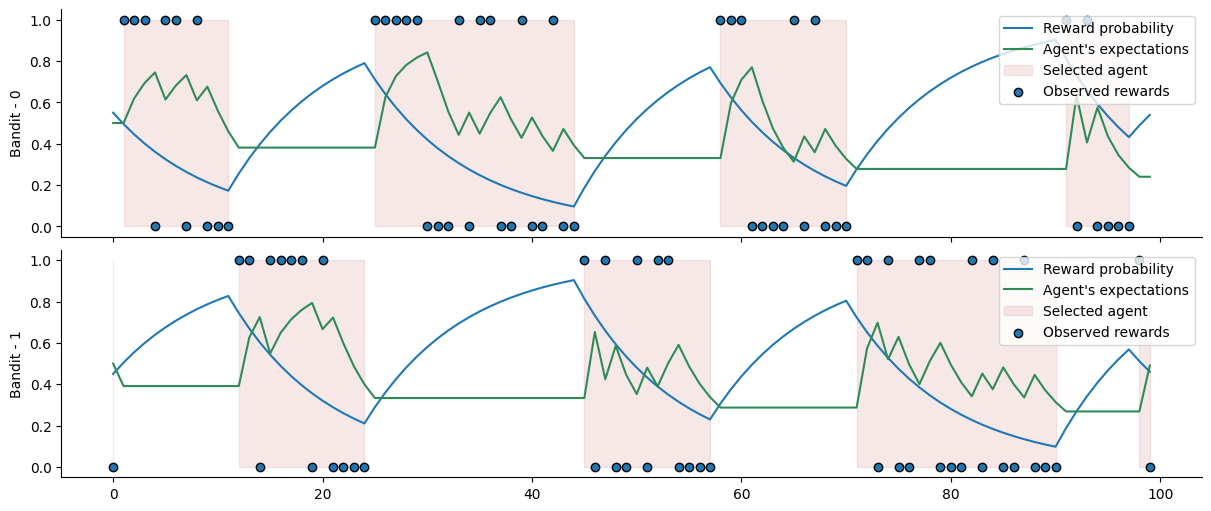 Bandit - 0
1.0
0.8
0.6
0.4
0.2
0.0
Reward probability
Agent's expectations
Selected agent
Observed rewards
Bandit - 1
1.0
0.8
0.6
0.4
0.2
0.0
Reward probability
Agent's expectations
Selected agent
Observed rewards
0
20
40
60
80
100